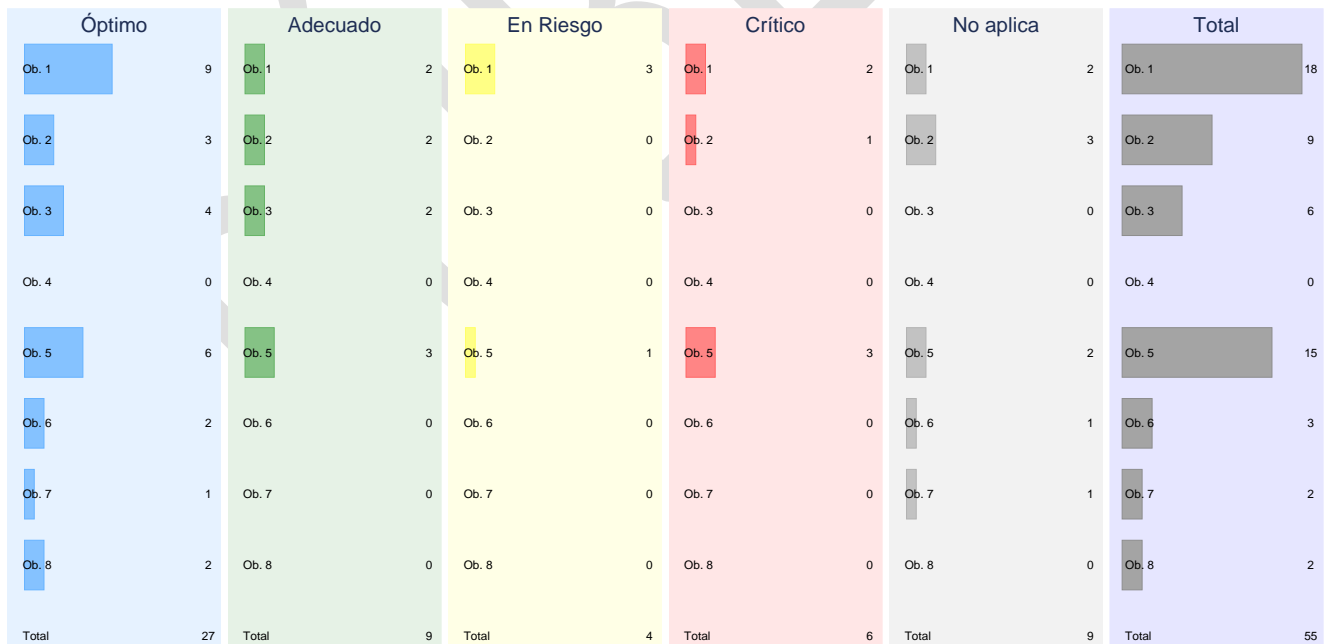 Óptimo Adecuado En Riesgo Crítico No aplica Total
Ob. 1 9 Ob. 1 2 Ob. 1 3 Ob. 1 2 Ob. 1 2 Ob. 1 18
Ob. 2 3 Ob. 2 2 Ob. 2 0 Ob. 2 1 Ob. 2 3 Ob. 2 9
Ob. 3 4 Ob. 3 2 Ob. 3 0 Ob. 3 0 Ob. 3 0 Ob. 3 6
Ob. 4 0 Ob. 4 0 Ob. 4 0 Ob. 4 0 Ob. 4 0 Ob. 4 0
Ob. 5 6 Ob. 5 3 Ob. 5 1 Ob. 5 3 Ob. 5 2 Ob. 5 15
Ob. 6 2 Ob. 6 0 Ob. 6 0 Ob. 6 0 Ob. 6 1 Ob. 6 3
Ob. 7 1 Ob. 7 0 Ob. 7 0 Ob. 7 0 Ob. 7 1 Ob. 7 2
Ob. 8 2 Ob. 8 0 Ob. 8 0 Ob. 8 0 Ob. 8 0 Ob. 8 2
Total 27 Total 9 Total 4 Total 6 Total 9 Total 55